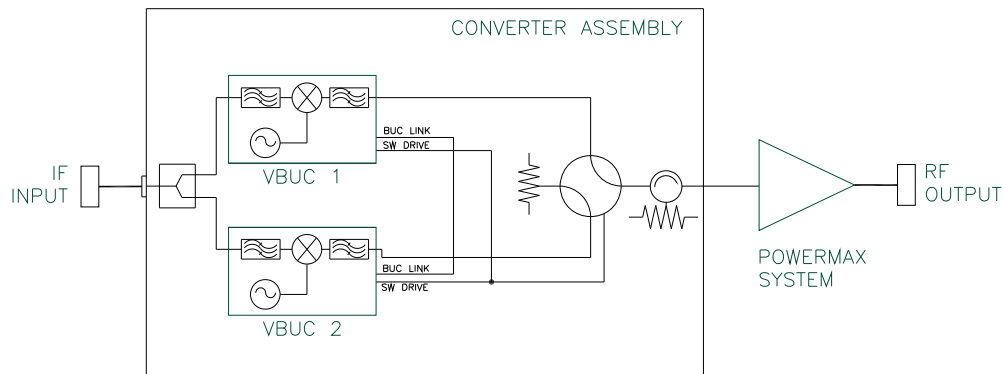 CONVERTER ASSEMBLY
BUC LINK
SW DRIVE
VBUC 1
IF
INPUT
RF
OUTPUT
POWERMAX
SYSTEM
BUC LINK
SW DRIVE
VBUC 2